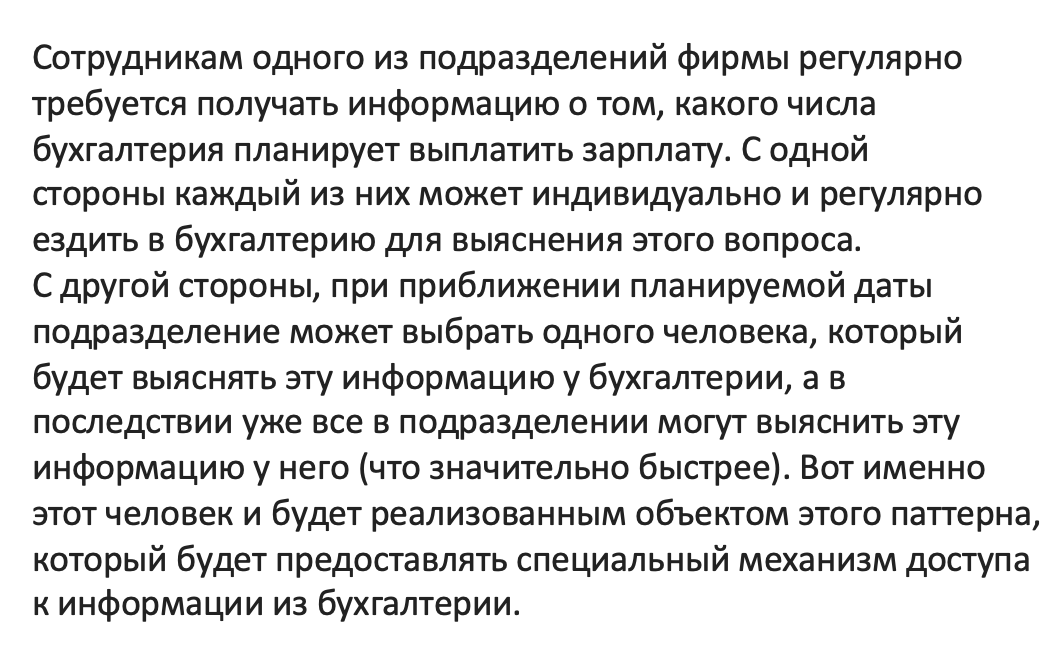 Сотрудникам одного из подразделений фирмы регулярно
требуется получать информацию о том, какого числа
бухгалтерия планирует выплатить зарплату. С одной
стороны каждый из них может индивидуально и регулярно
ездить в бухгалтерию для выяснения этого вопроса.
С другой стороны, при приближении планируемой даты
подразделение может выбрать одного человека, который
будет выяснять эту информацию у бухгалтерии, а в
последствии уже все в подразделении могут выяснить эту
информацию у него (что значительно быстрее). Вот именно
этот человек и будет реализованным объектом этого паттерна,
который будет предоставлять специальный механизм доступа
к информации из бухгалтерии.